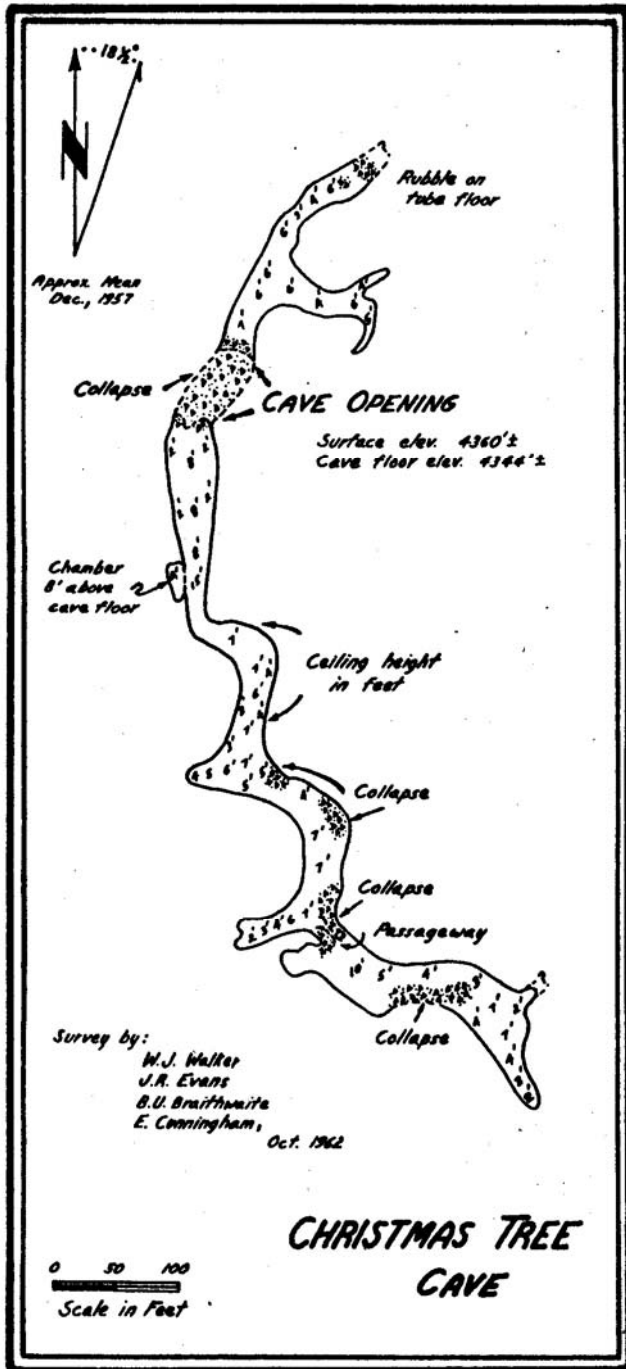 18½°
N
Approx. Mean
Dec., 1957
Rubble on
tube floor
Collapse
CAVE OPENING
Surface elev. 4360'±
Cave floor elev. 4344'±
Chamber
8' above
cave floor
Ceiling height
in feet
Collapse
Collapse
Passageway
Collapse
Survey by:
W.J. Walker
J.R. Evans
B.U. Braithwaite
E. Conningham,
Oct. 1962
CHRISTMAS TREE
CAVE
0 50 100
Scale in Feet